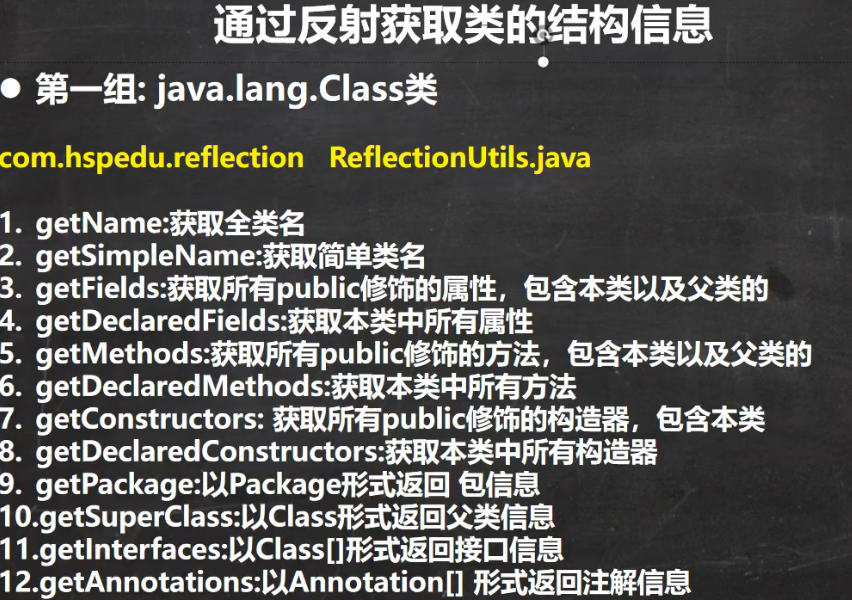 通过反射获取类的结构信息
● 第一组: java.lang.Class类
com.hspedu.reflection ReflectionUtils.java
1. getName:获取全类名
2. getSimpleName:获取简单类名
3. getFields:获取所有public修饰的属性，包含本类以及父类的
4. getDeclaredFields:获取本类中所有属性
5. getMethods:获取所有public修饰的方法，包含本类以及父类的
6. getDeclaredMethods:获取本类中所有方法
7. getConstructors: 获取所有public修饰的构造器，包含本类
8. getDeclaredConstructors:获取本类中所有构造器
9. getPackage:以Package形式返回 包信息
10.getSuperClass:以Class形式返回父类信息
11.getInterfaces:以Class[]形式返回接口信息
12.getAnnotations:以Annotation[] 形式返回注解信息